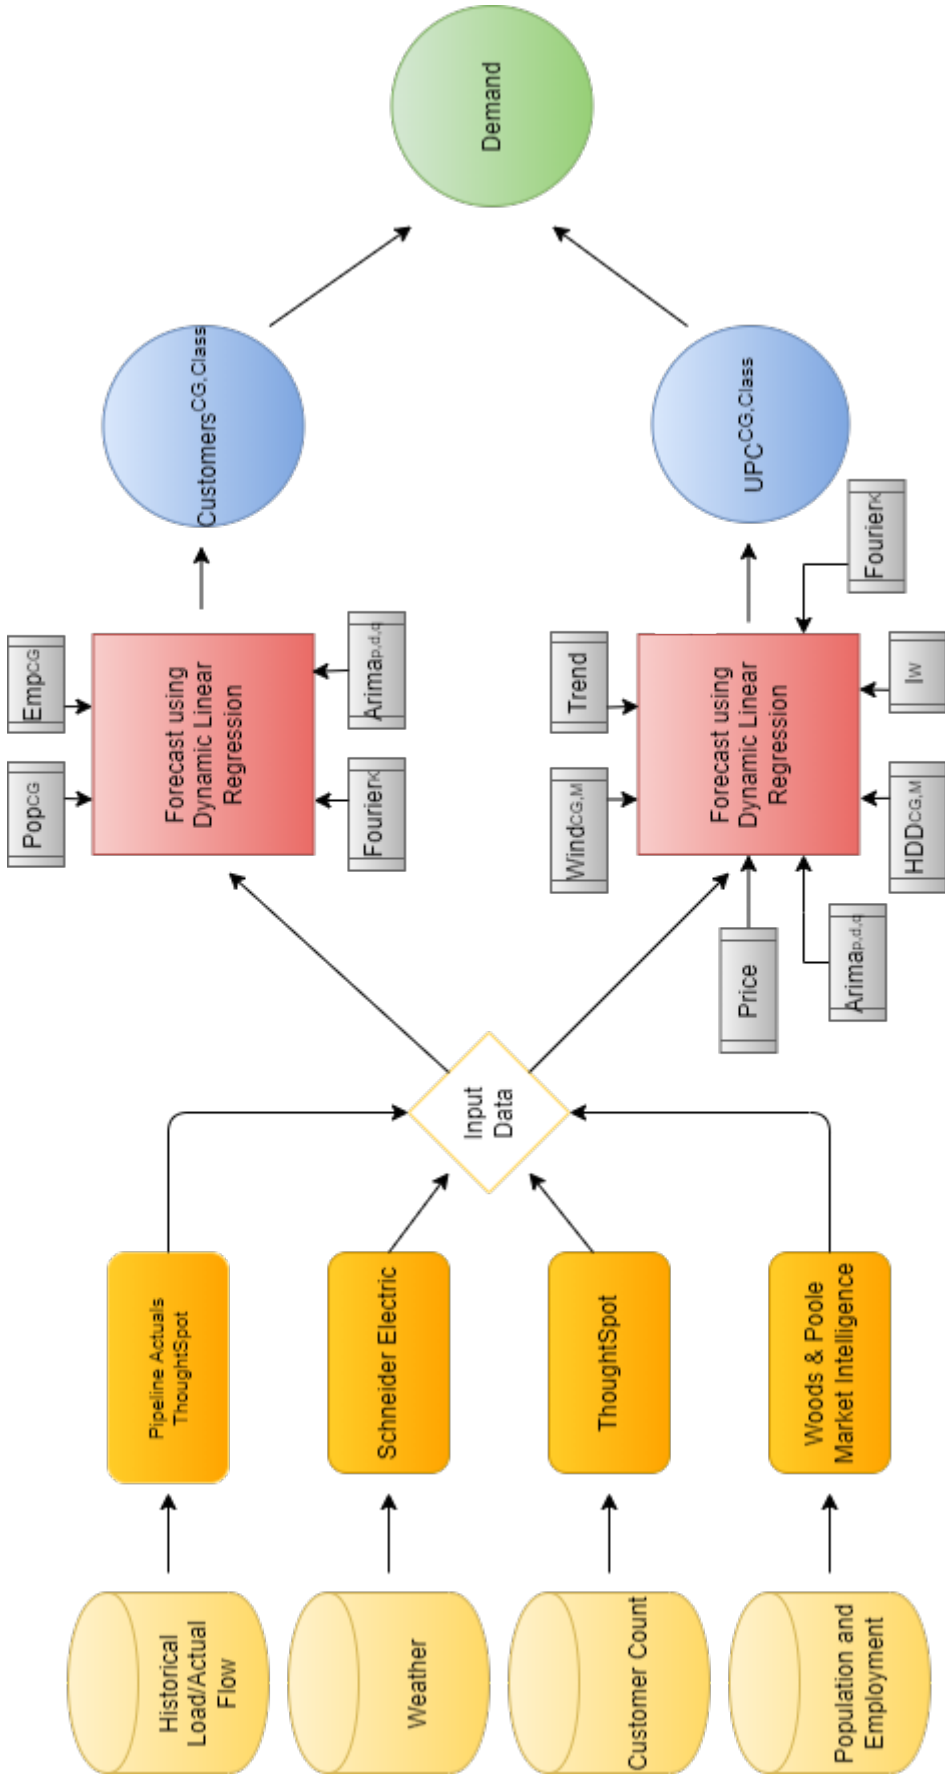 Historical
Load/Actual
Flow
Weather
Customer Count
Population and
Employment
Pipeline Actuals
ThoughtSpot
Schneider Electric
ThoughtSpot
Woods & Poole
Market Intelligence
Input
Data
PopCG
EmpCG
Forecast using
Dynamic Linear
Regression
FourierK
Arimap,d,q
WindCG,M
Trend
Price
Forecast using
Dynamic Linear
Regression
Arimap,d,q
HDDCG,M
IW
FourierK
CustomersCG,Class
UPCCG,Class
Demand